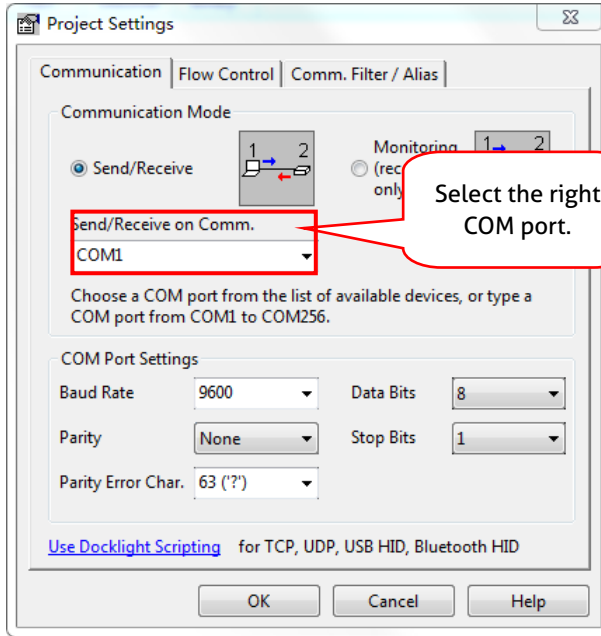 Project Settings
Communication
Flow Control
Comm. Filter / Alias
Communication Mode
Send/Receive
1 2
Monitoring
1 2
only
Select the right
COM port.
Send/Receive on Comm.
COM1
Choose a COM port from the list of available devices, or type a
COM port from COM1 to COM256.
COM Port Settings
Baud Rate
9600
Data Bits
8
Parity
None
Stop Bits
1
Parity Error Char.
63 ('?')
Use Docklight Scripting for TCP, UDP, USB HID, Bluetooth HID
OK
Cancel
Help